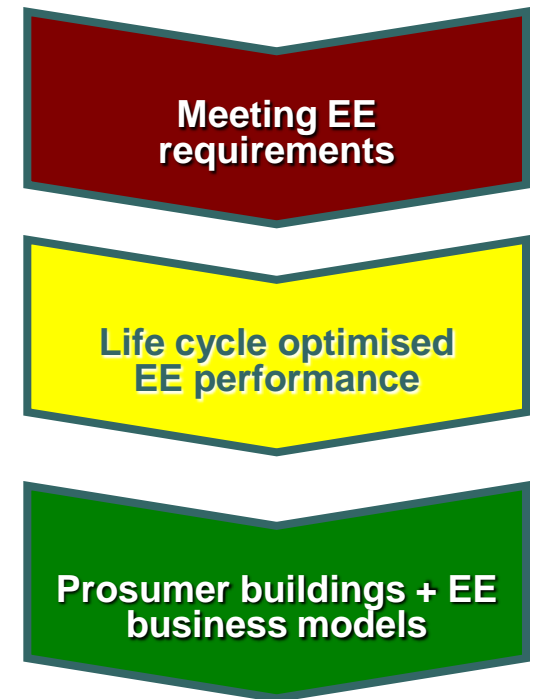 Meeting EE
requirements
Life cycle optimised
EE performance
Prosumer buildings + EE
business models